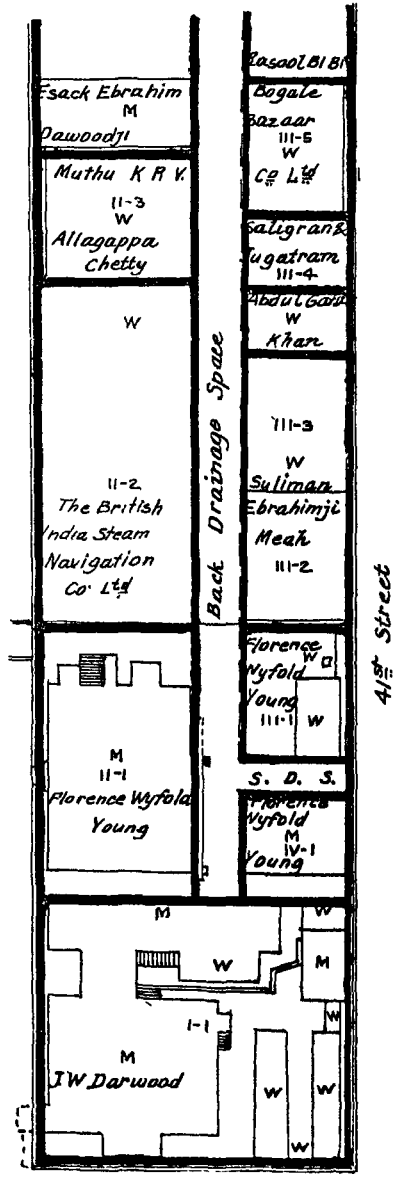 Esack Ebrahim
M
Dawoodji
Muthu K R V.
II-3
W
Allagappa
Chetty
W
II-2
The British
India Steam
Navigation
Co. Ltd
M
II-1
Florence Wyfold
Young
Back Drainage Space
Rasool BI BI
Bogale
Bazaar
III-5
W
Co Ltd
Saligram &
Jugatram
III-4
Abdul Gani
W
Khan
III-3
W
Suliman
Ebrahimji
Meah
III-2
Florence
W
Wyfold
Young
III-1
W
S. D. S.
Florence
Wyfold
M
IV-1
Young
41st Street
M
W
W
M
I-1
W
M
J W Darwood
W
W
W